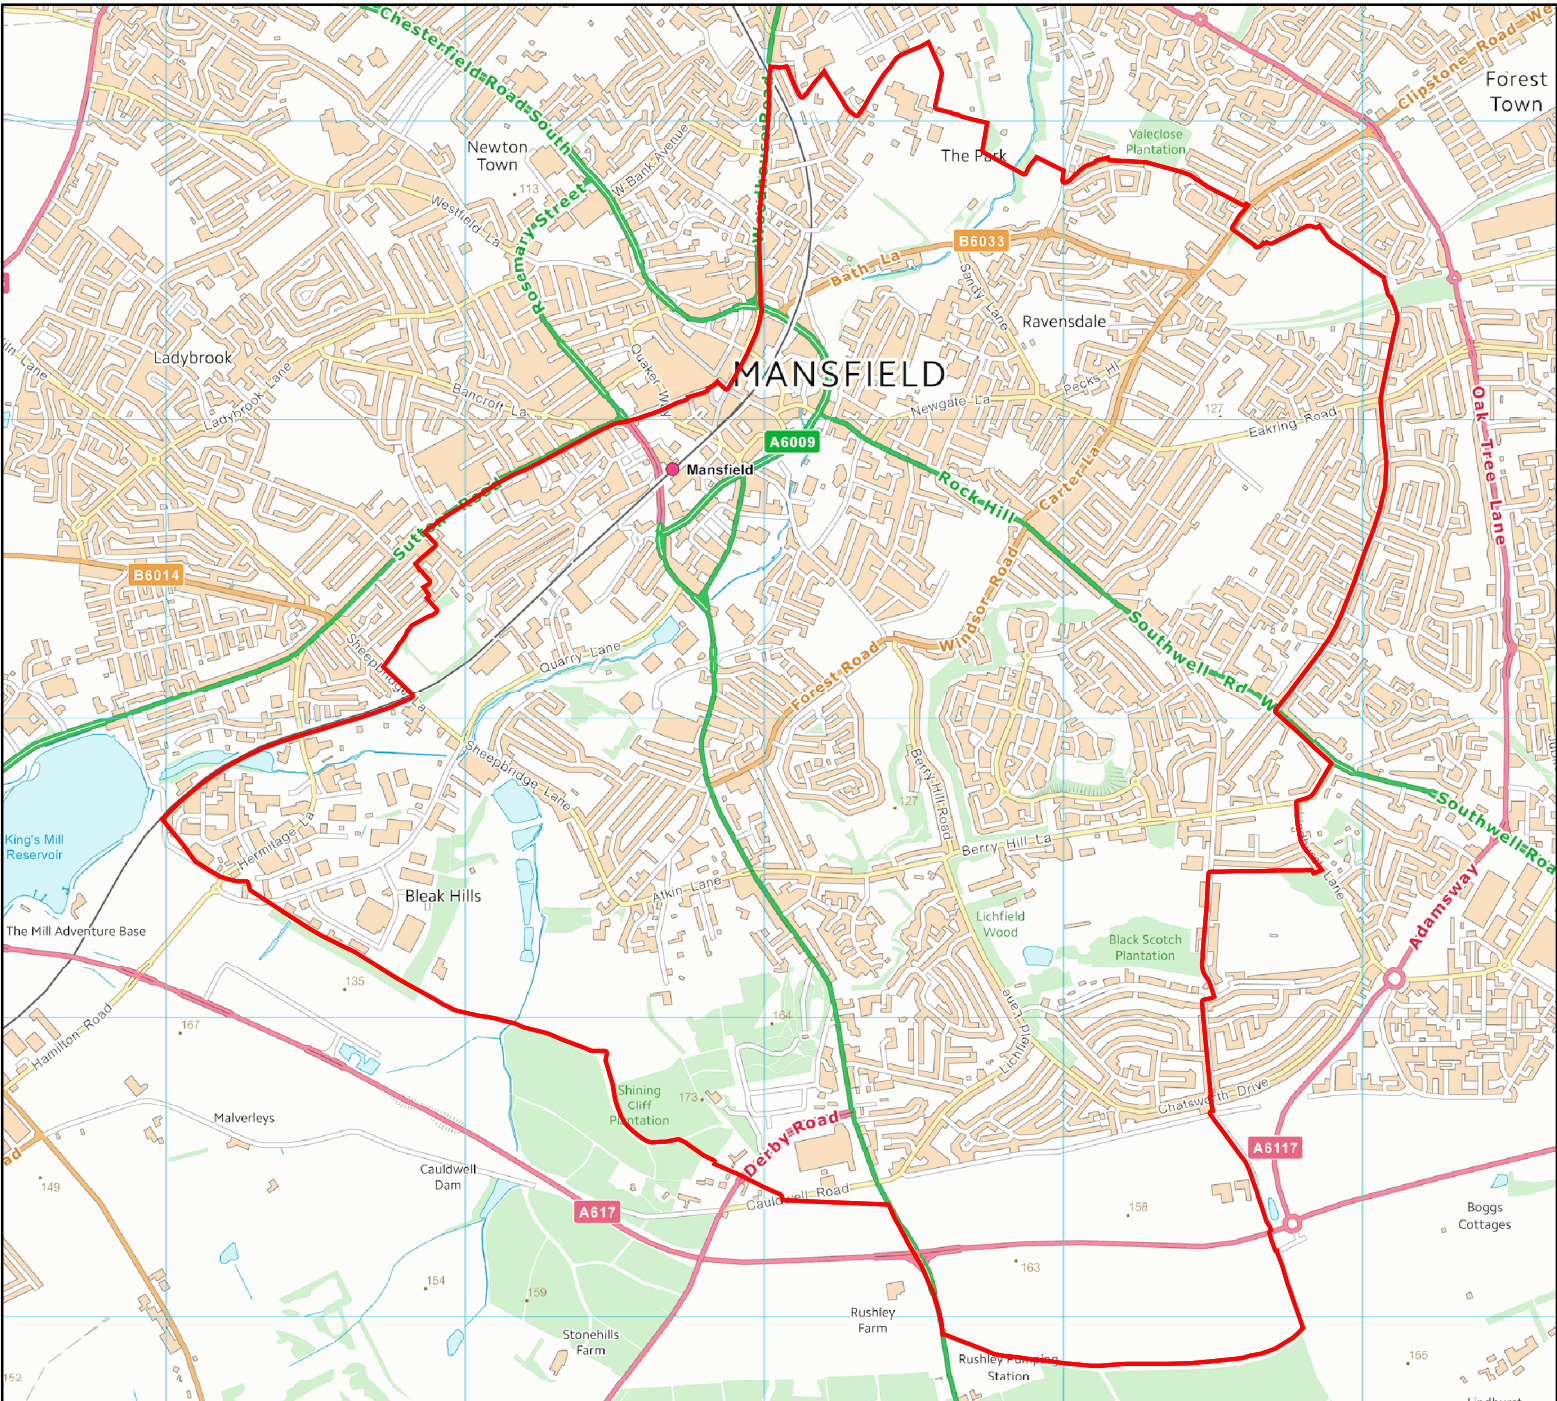 Chesterfield Road South
Clipstone Road We
Forest
Town
Newton
Town
W Bank Avenue
Woodhouse Road
The Park
Valeclose
Plantation
113
Westfield La
Rosemary Street
B6033
Bath La
Sandy Lane
Ravensdale
Ladybrook
Ladybrook Lane
Quaker Way
MANSFIELD
Bancroft La
Newgate La
Pecks Hl
127
Eakring Road
Oak Tree Lane
A6009
Mansfield
Carter La
Rock Hill
Sutton Road
B6014
Windsor Road
Southwell Rd W
Sheepbridge La
Quarry Lane
Forest Road
Sheepbridge Lane
Berry Hill Road
127
King's Mill
Reservoir
Hermitage La
Berry Hill La
Lindhurst Lane
Southwell Roa
Atkin Lane
Bleak Hills
The Mill Adventure Base
Lichfield
Wood
Black Scotch
Plantation
Adamsway
135
167
164
Hamilton Road
Lichfield Lane
Shining
Cliff
Plantation
173
Chatsworth Drive
Malverleys
Derby Road
A6117
Cauldwell
Dam
149
Cauldwell Road
A617
158
Boggs
Cottages
154
159
163
Rushley
Farm
Stonehills
Farm
Rushley Pumping
Station
155
152
ad